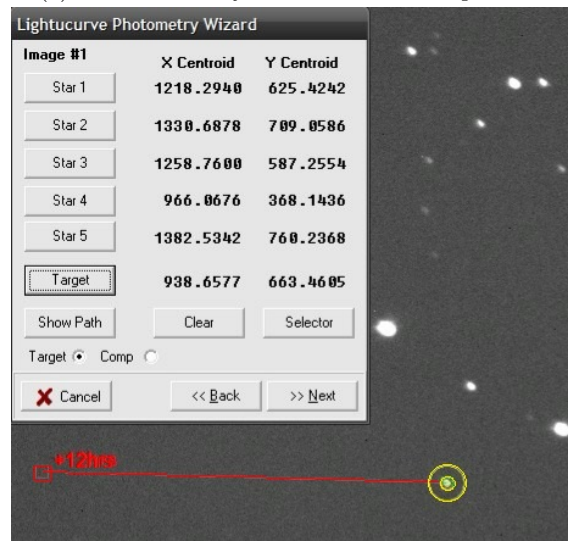 Lightucurve Photometry Wizard
Image #1 X Centroid Y Centroid
Star 1 1218.2940 625.4242
Star 2 1330.6878 709.0586
Star 3 1258.7600 587.2554
Star 4 966.0676 368.1436
Star 5 1382.5342 760.2368
Target 938.6577 663.4605
Show Path Clear Selector
Target Comp
Cancel << Back >> Next
+12hrs